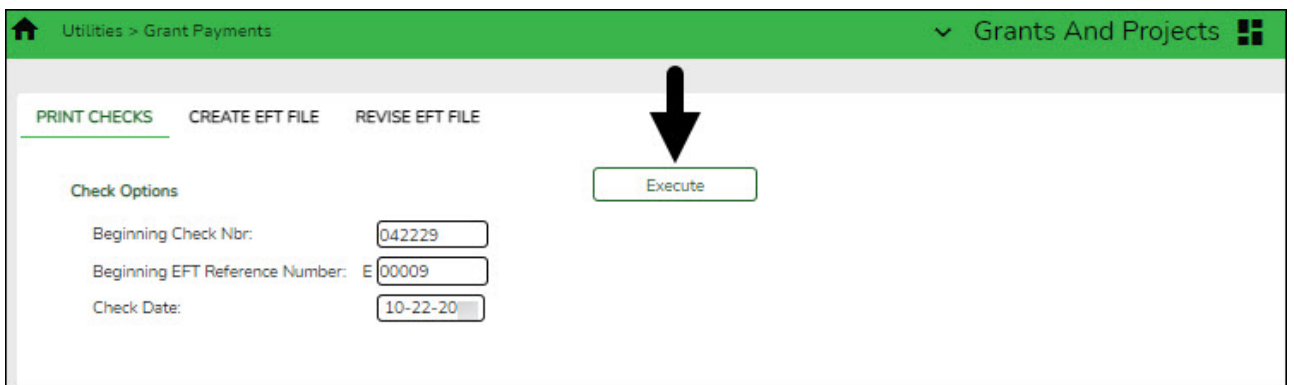 Utilities > Grant Payments
Grants And Projects
PRINT CHECKS CREATE EFT FILE REVISE EFT FILE
Check Options
Execute
Beginning Check Nbr: 042229
Beginning EFT Reference Number: E 00009
Check Date: 10-22-20